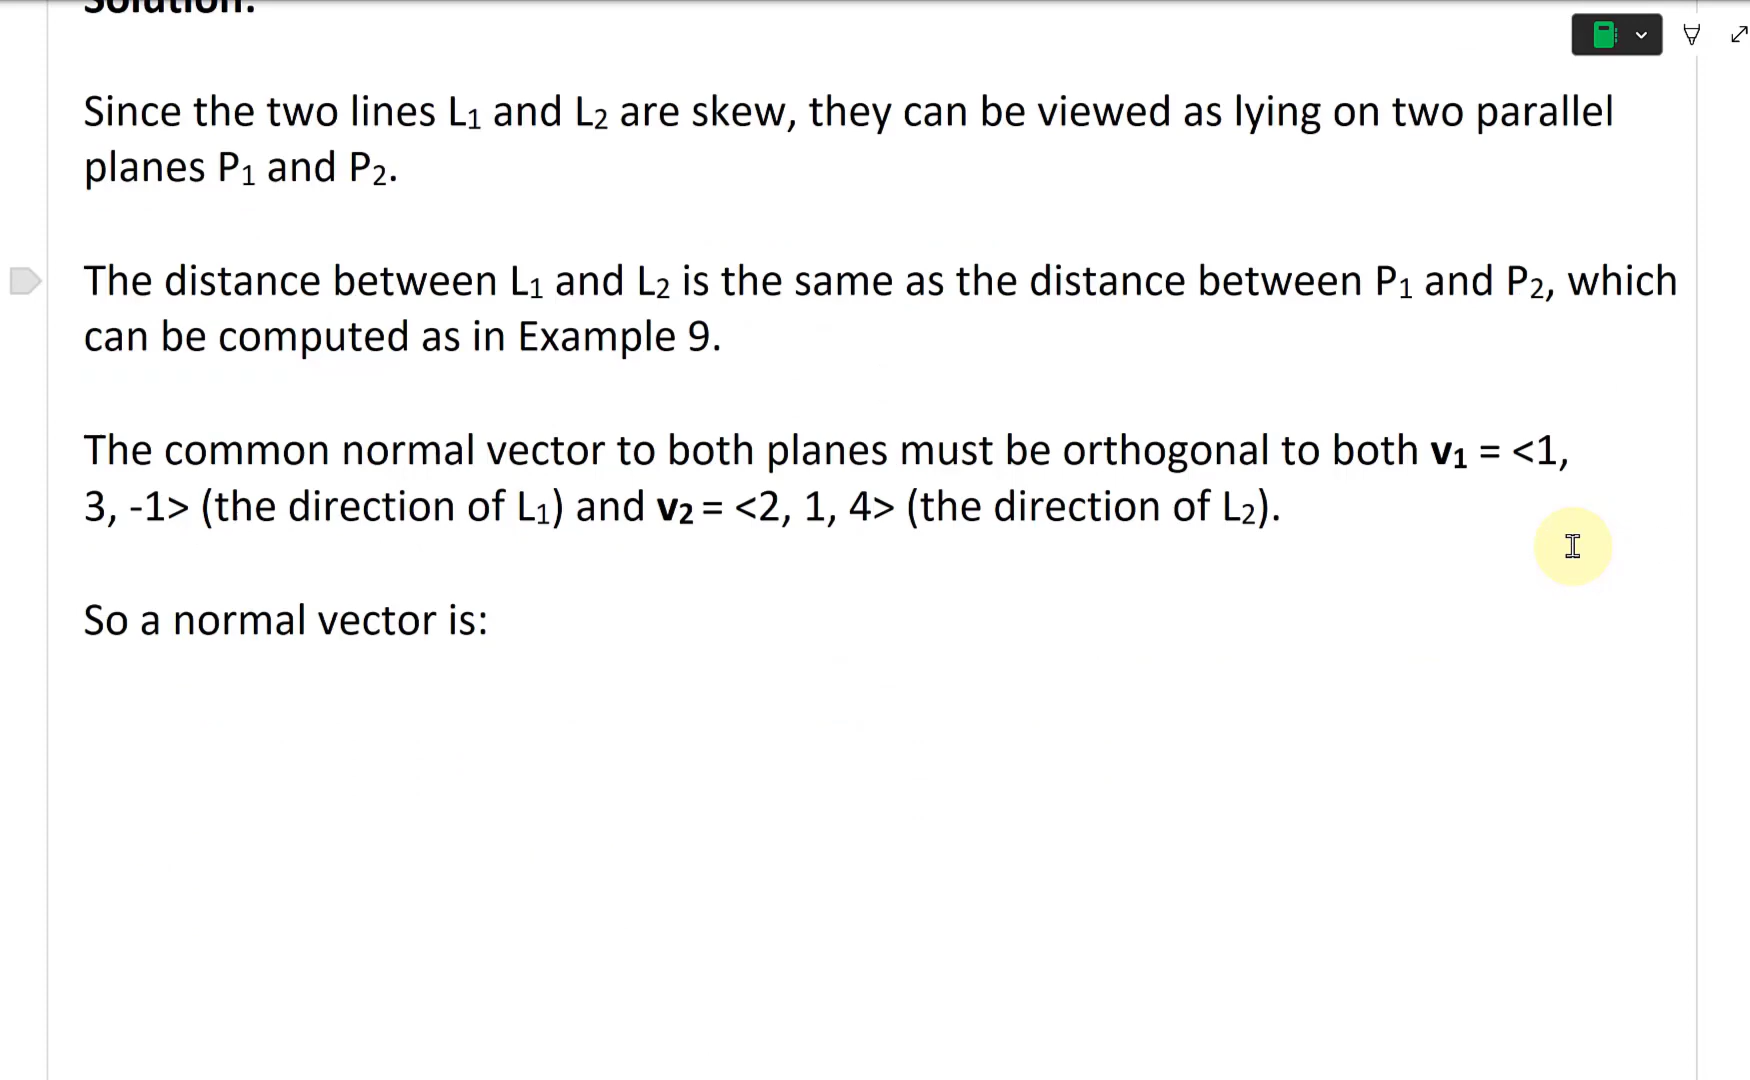 Solution:
Since the two lines L₁ and L₂ are skew, they can be viewed as lying on two parallel
planes P₁ and P₂.
The distance between L₁ and L₂ is the same as the distance between P₁ and P₂, which
can be computed as in Example 9.
The common normal vector to both planes must be orthogonal to both v₁ = <1,
3, -1> (the direction of L₁) and v₂ = <2, 1, 4> (the direction of L₂).
So a normal vector is: